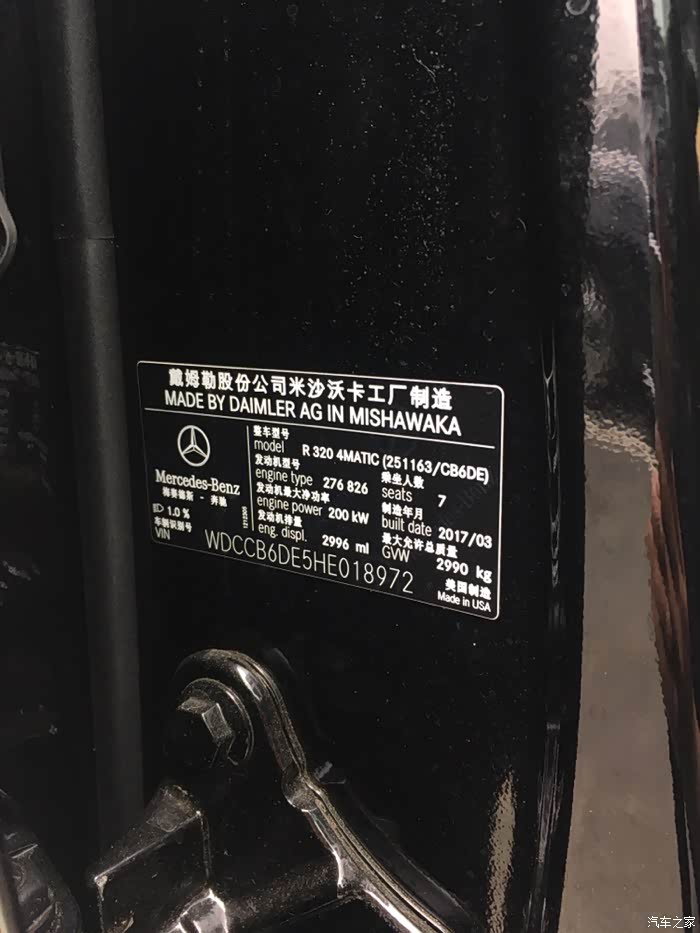 戴姆勒股份公司米沙沃卡工厂制造
MADE BY DAIMLER AG IN MISHAWAKA
Mercedes-Benz
梅赛德斯 - 奔驰
1.0 %
车辆识别号
VIN
整车型号
model R 320 4MATIC (251163/CB6DE)
发动机型号 乘坐人数
engine type 276 826 seats 7
发动机最大净功率 制造年月
engine power 200 kW built date 2017/03
发动机排量 最大允许总质量
eng. displ. 2996 ml GVW 2990 kg
WDCCB6DE5HE018972
美国制造
Made in USA
汽车之家